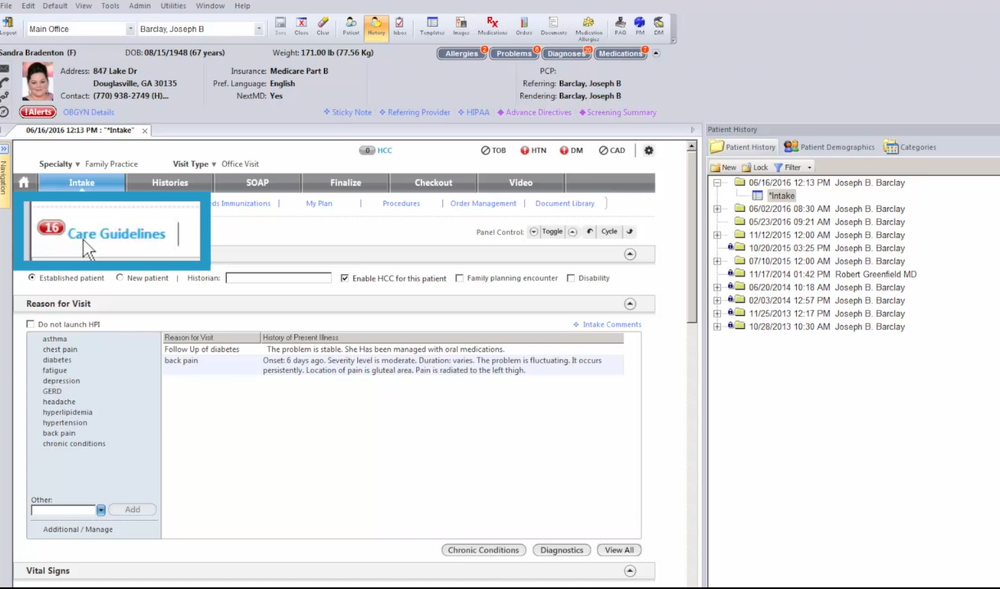 File Edit Default View Tools Admin Utilities Window Help
Logout Main Office Barclay, Joseph B Save Close Clear Patient History Inbox Templates Images Medications Orders Documents Medication Allergies PAQ PM DM
Sandra Bradenton (F) DOB: 08/15/1948 (67 years) Weight: 171.00 lb (77.56 Kg) Allergies 2 Problems 6 Diagnoses 20 Medications 7
Address: 847 Lake Dr Insurance: Medicare Part B PCP:
Douglasville, GA 30135 Pref. Language: English Referring: Barclay, Joseph B
Contact: (770) 938-2749 (H)... NextMD: Yes Rendering: Barclay, Joseph B
Alerts OBGYN Details Sticky Note Referring Provider HIPAA Advance Directives Screening Summary
06/16/2016 12:13 PM : "*Intake" x
Navigation
0 HCC TOB HTN DM CAD
Specialty Family Practice Visit Type Office Visit
Intake Histories SOAP Finalize Checkout Video
ds Immunizations | My Plan | Procedures | Order Management | Document Library
16 Care Guidelines
Panel Control: Toggle Cycle
Established patient New patient | Historian: Enable HCC for this patient Family planning encounter Disability
Reason for Visit
Do not launch HPI Intake Comments
asthma
chest pain
diabetes
fatigue
depression
GERD
headache
hyperlipidemia
hypertension
back pain
chronic conditions
Other:
Add
Additional / Manage
Reason for Visit History of Present Illness
Follow Up of diabetes The problem is stable. She Has been managed with oral medications.
back pain Onset: 6 days ago. Severity level is moderate. Duration: varies. The problem is fluctuating. It occurs
persistently. Location of pain is gluteal area. Pain is radiated to the left thigh.
Chronic Conditions Diagnostics View All
Vital Signs
Patient History
Patient History Patient Demographics Categories
New Lock Filter
06/16/2016 12:13 PM Joseph B. Barclay
*Intake
06/02/2016 08:30 AM Joseph B. Barclay
05/23/2016 09:21 AM Joseph B. Barclay
11/12/2015 12:00 AM Joseph B. Barclay
10/20/2015 03:25 PM Joseph B. Barclay
07/10/2015 12:00 AM Joseph B. Barclay
11/17/2014 01:42 PM Robert Greenfield MD
06/20/2014 10:18 AM Joseph B. Barclay
02/03/2014 12:57 PM Joseph B. Barclay
11/25/2013 12:17 PM Joseph B. Barclay
10/28/2013 10:30 AM Joseph B. Barclay